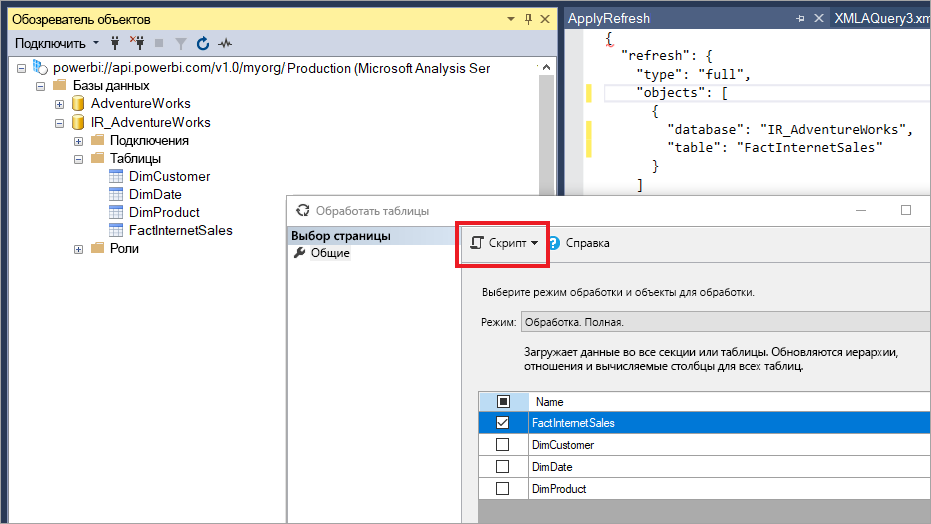 Обозреватель объектов
Подключить
powerbi://api.powerbi.com/v1.0/myorg/ Production (Microsoft Analysis Ser
Базы данных
AdventureWorks
IR_AdventureWorks
Подключения
Таблицы
DimCustomer
DimDate
DimProduct
FactInternetSales
Роли
ApplyRefresh
XMLAQuery3.xm
{
"refresh": {
"type": "full",
"objects": [
{
"database": "IR_AdventureWorks",
"table": "FactInternetSales"
}
]
Обработать таблицы
Выбор страницы
Общие
Скрипт
Справка
Выберите режим обработки и объекты для обработки.
Режим: Обработка. Полная.
Загружает данные во все секции или таблицы. Обновляются иерархии,
отношения и вычисляемые столбцы для всех таблиц.
Name
FactInternetSales
DimCustomer
DimDate
DimProduct